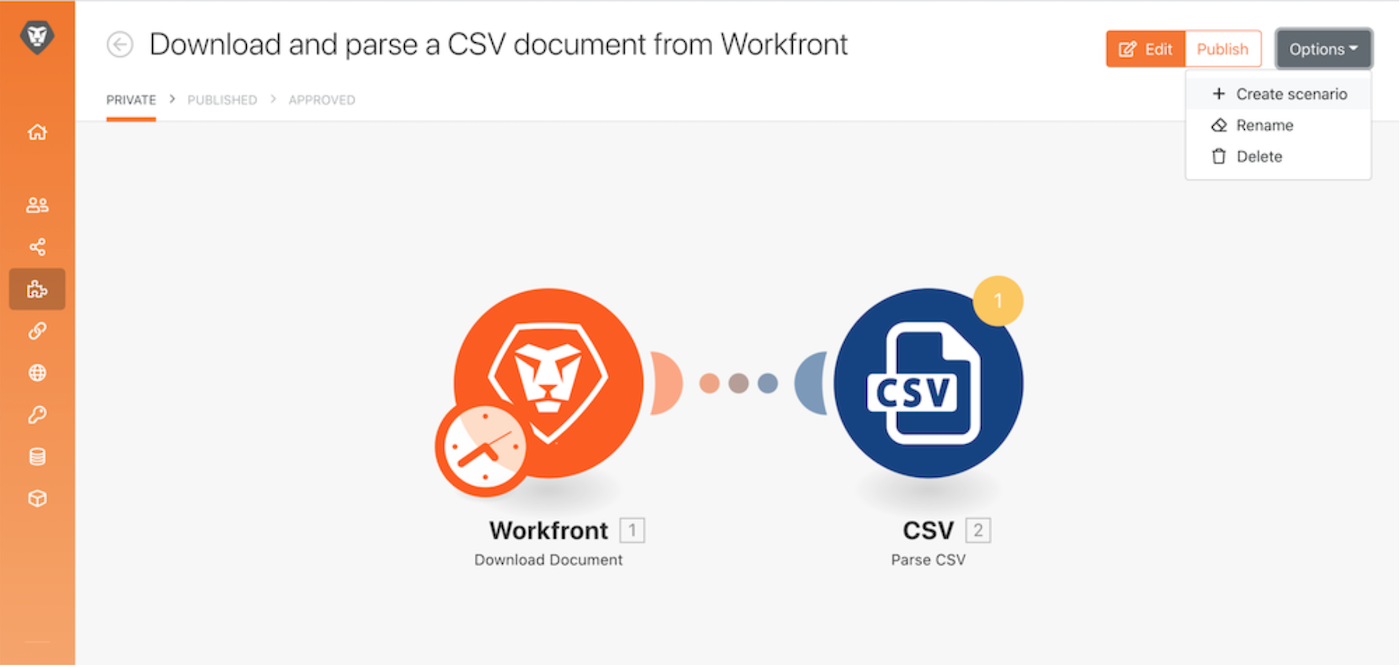 Download and parse a CSV document from Workfront
Edit Publish Options
PRIVATE > PUBLISHED > APPROVED
+ Create scenario
Rename
Delete
1
CSV
Workfront 1
Download Document
CSV 2
Parse CSV